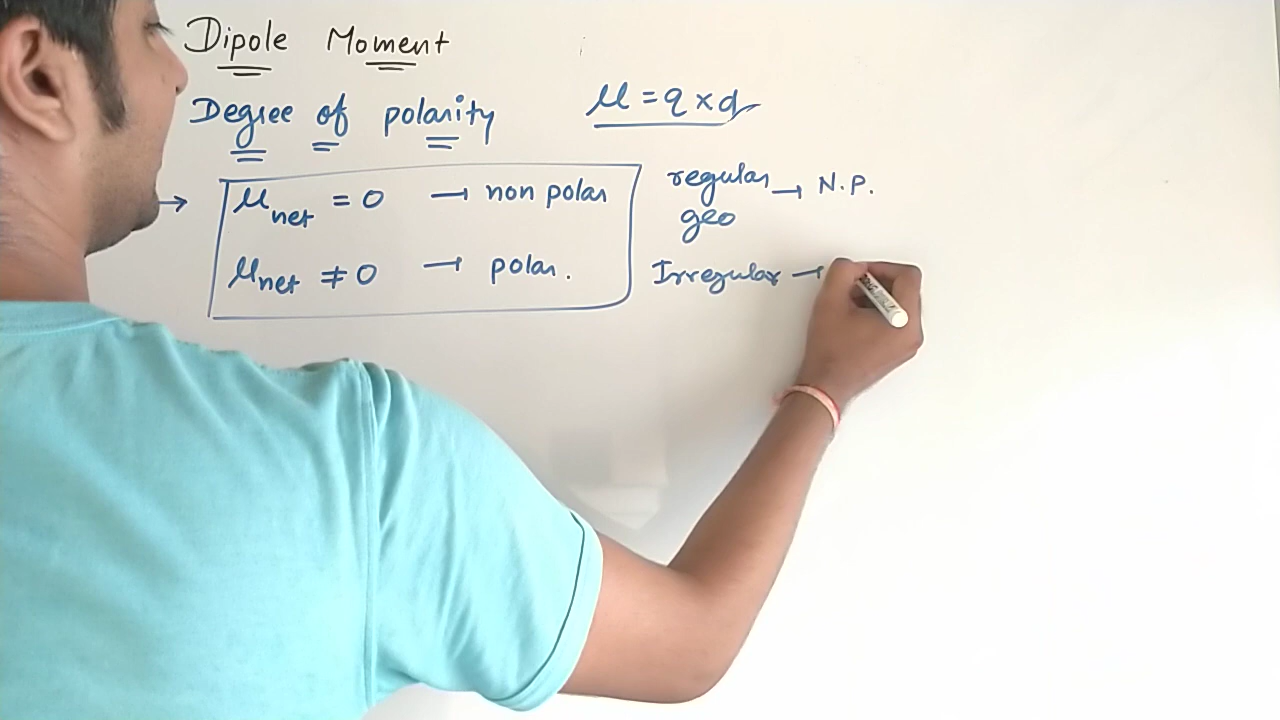 Dipole Moment
Degree of polarity
μ = q × d
→ μnet = 0 → non polar
μnet ≠ 0 → polar.
regular → N.P.
geo
Irregular →